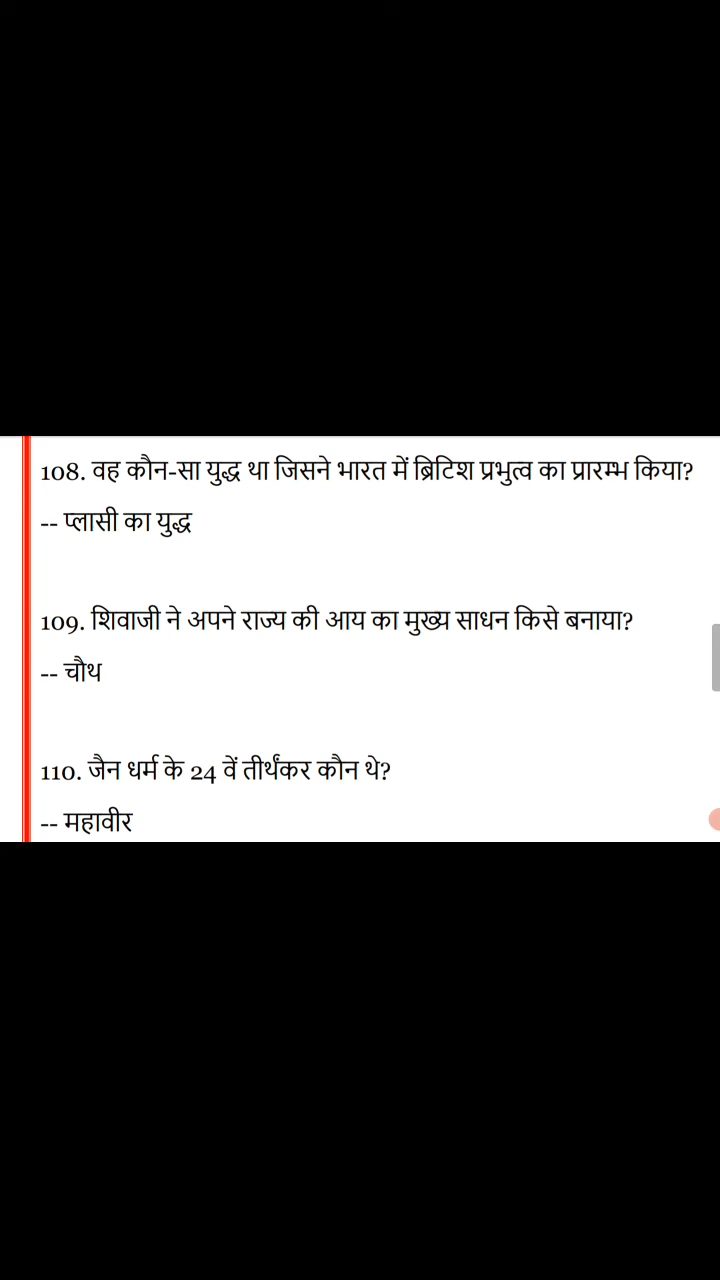 108. वह कौन-सा युद्ध था जिसने भारत में ब्रिटिश प्रभुत्व का प्रारम्भ किया?
-- प्लासी का युद्ध
109. शिवाजी ने अपने राज्य की आय का मुख्य साधन किसे बनाया?
-- चौथ
110. जैन धर्म के 24 वें तीर्थंकर कौन थे?
-- महावीर